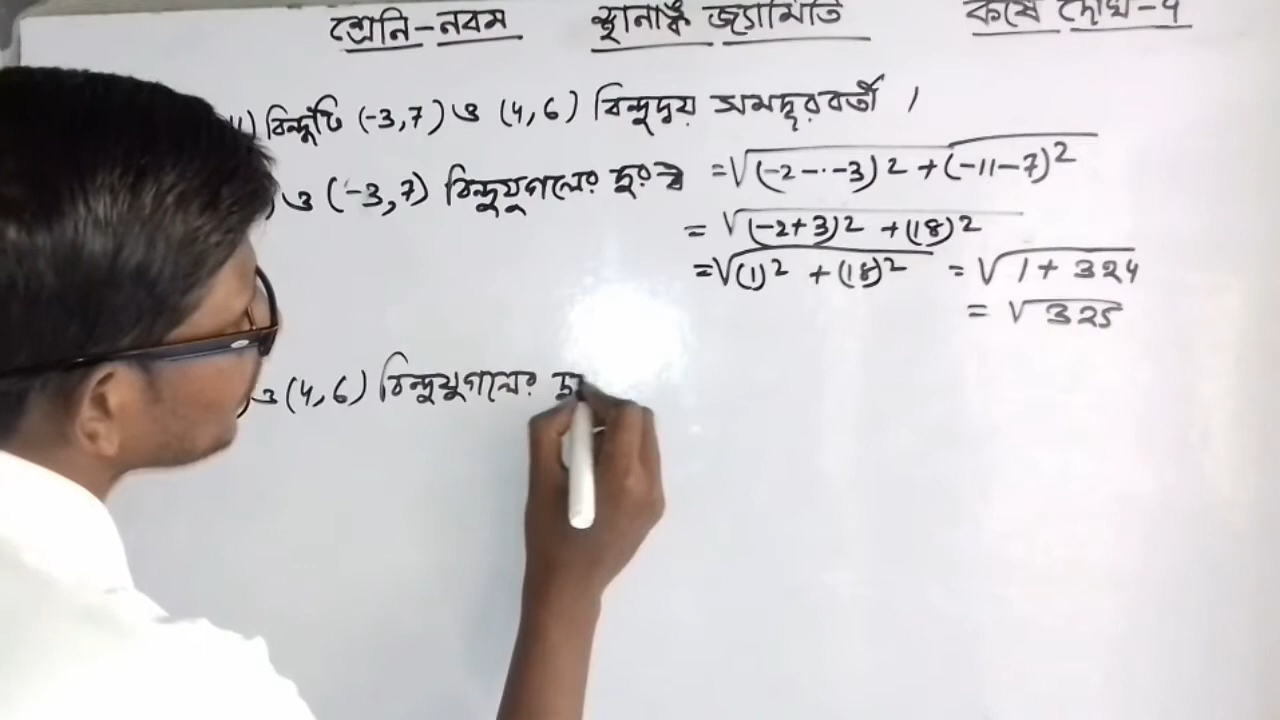 শ্রেনি-নবম স্থানাঙ্ক জ্যামিতি কষে দেখি-
11) বিন্দুটি (-3,7) ও (4,6) বিন্দুদ্বয় সমদূরবর্তী ।
) ও (-3,7) বিন্দুযুগলের দূরত্ব =√(-2--3)2 +(-11-7)²
= √(-2+3)2 +(18)2
=√(1)2 +(18)2 = √1+324
= √325
) ও (4,6) বিন্দুযুগলের দূ